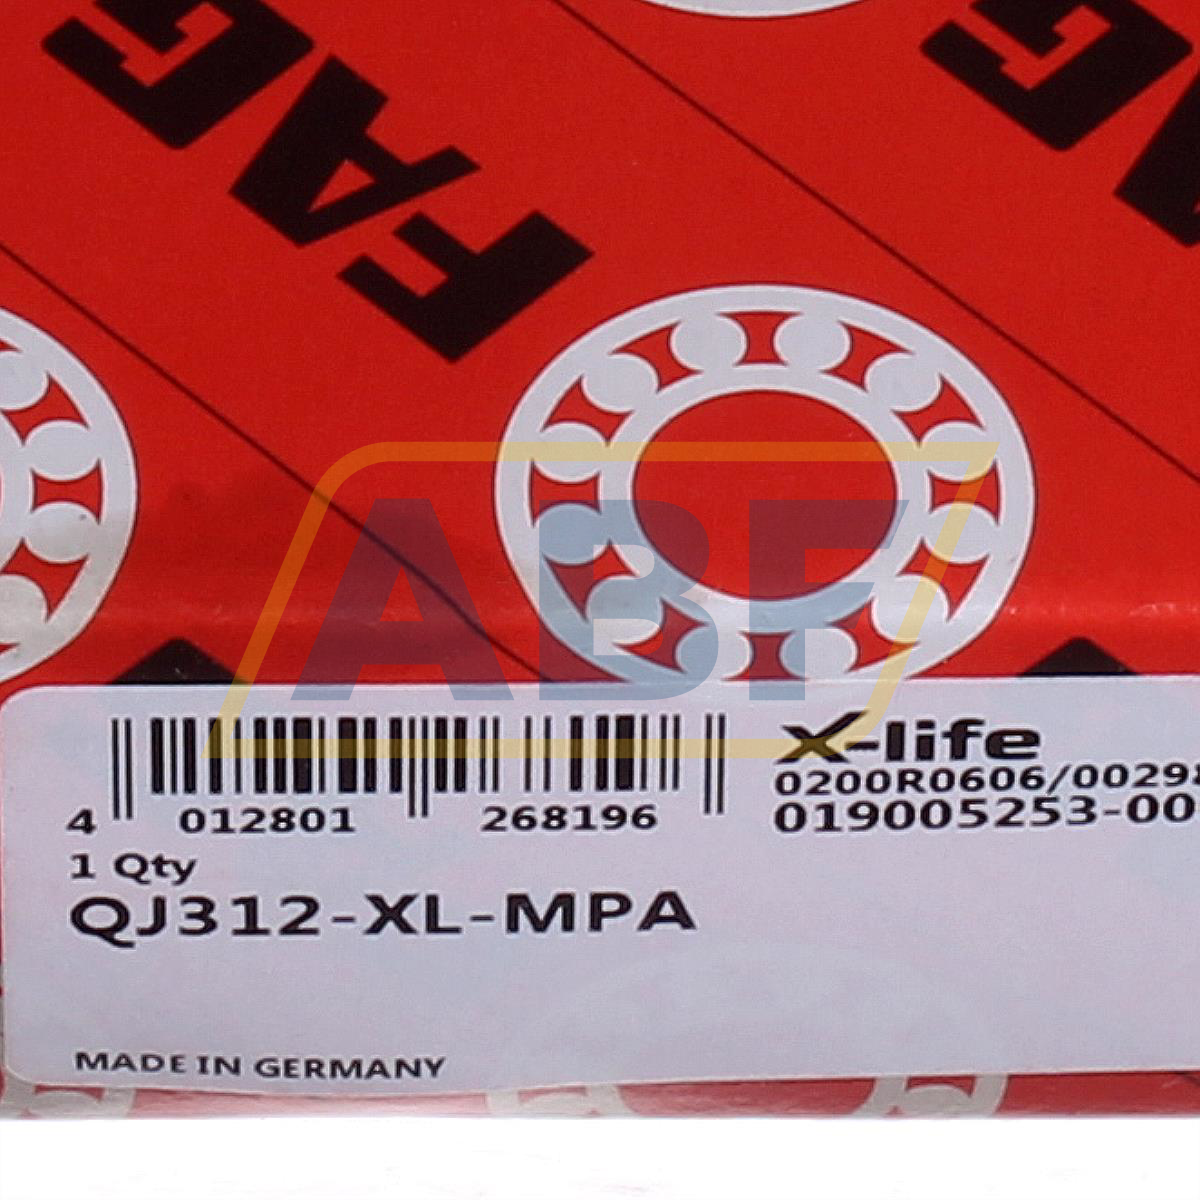 FAG
FAG
ABF
X-life
0200R0606/0029
019005253-00
4 012801 268196
1 Qty
QJ312-XL-MPA
MADE IN GERMANY